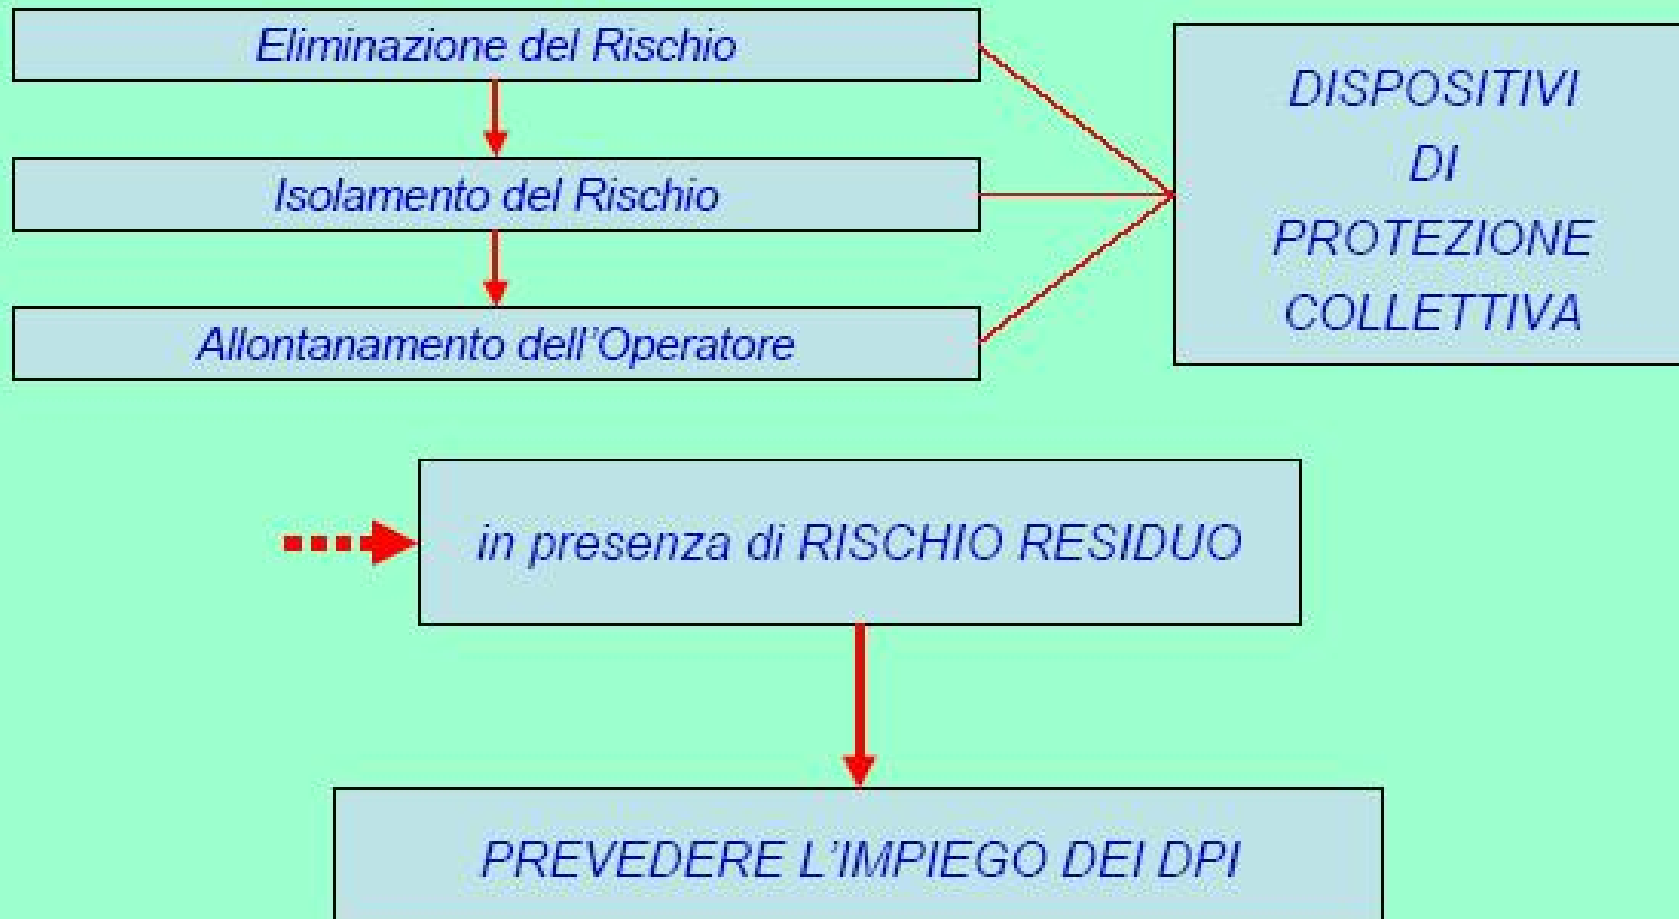 Eliminazione del Rischio
Isolamento del Rischio
Allontanamento dell'Operatore
DISPOSITIVI
DI
PROTEZIONE
COLLETTIVA
in presenza di RISCHIO RESIDUO
PREVEDERE L'IMPIEGO DEI DPI